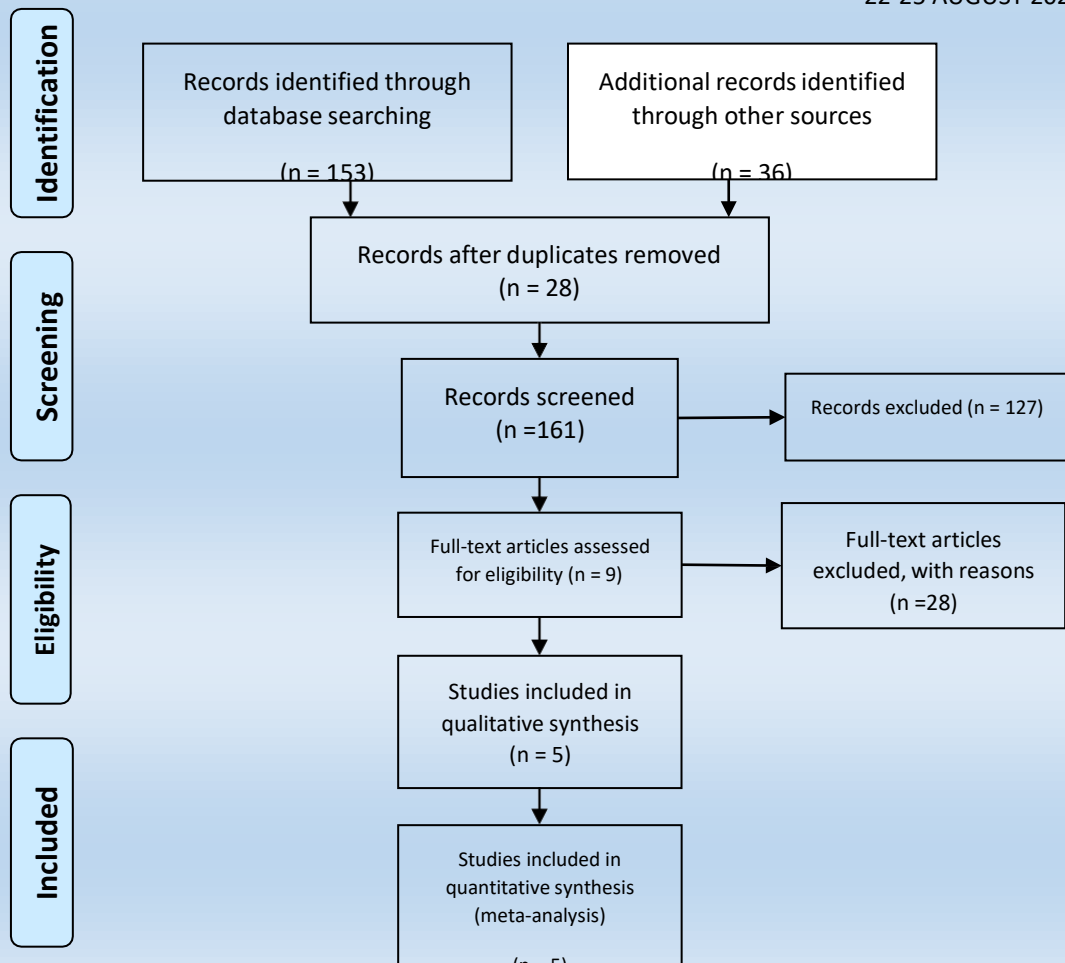 22-23 AUGUST 202
Identification
Records identified through
database searching
(n = 153)
Additional records identified
through other sources
(n = 36)
Records after duplicates removed
(n = 28)
Screening
Records screened
(n =161)
Records excluded (n = 127)
Eligibility
Full-text articles assessed
for eligibility (n = 9)
Full-text articles
excluded, with reasons
(n =28)
Studies included in
qualitative synthesis
(n = 5)
Included
Studies included in
quantitative synthesis
(meta-analysis)
(n = 5)